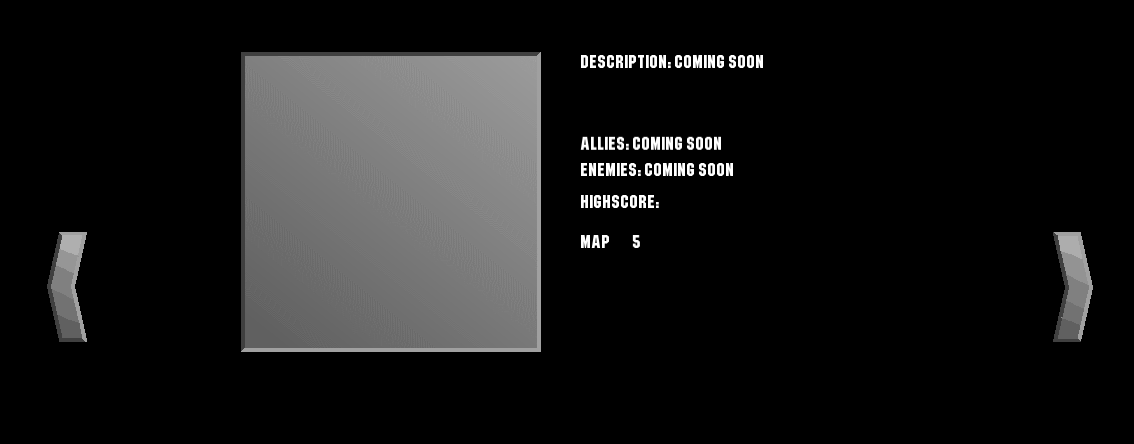 DESCRIPTION: COMING SOON
ALLIES: COMING SOON
ENEMIES: COMING SOON
HIGHSCORE:
MAP 5